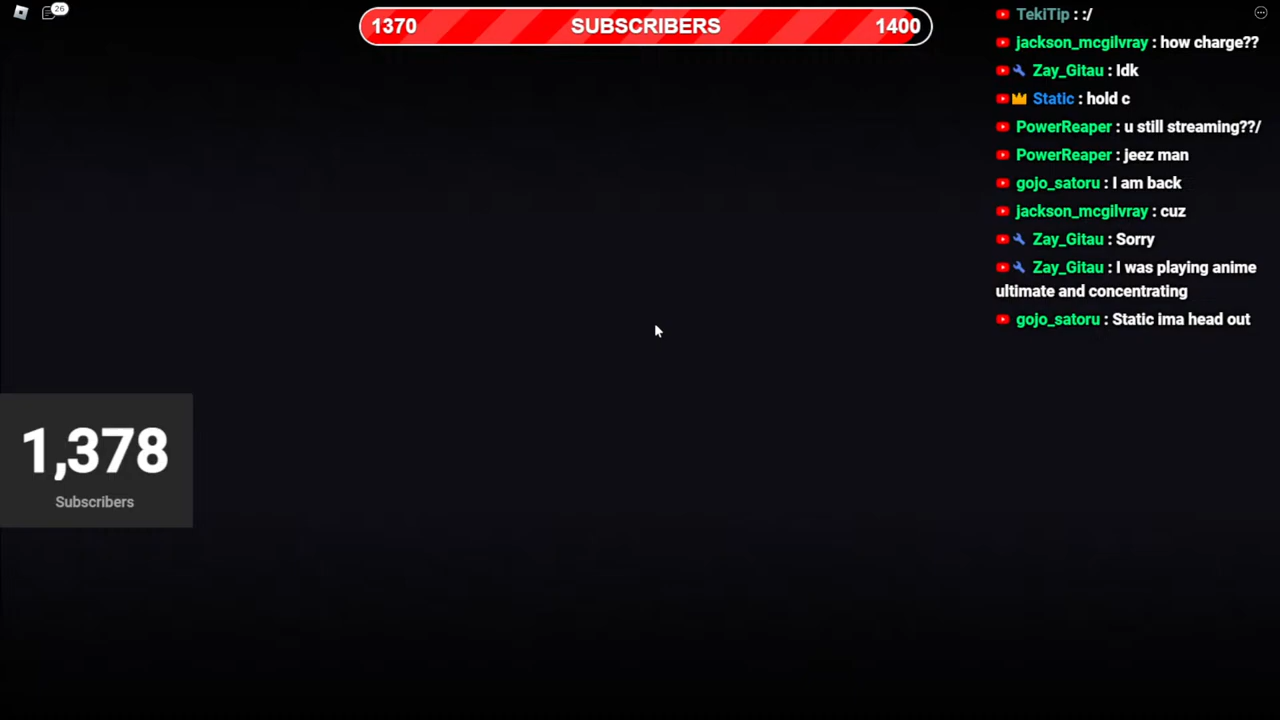 26
1370 SUBSCRIBERS 1400
TekiTip : :/
jackson_mcgilvray : how charge??
Zay_Gitau : Idk
Static : hold c
PowerReaper : u still streaming??/
PowerReaper : jeez man
gojo_satoru : I am back
jackson_mcgilvray : cuz
Zay_Gitau : Sorry
Zay_Gitau : I was playing anime
ultimate and concentrating
gojo_satoru : Static ima head out
1,378
Subscribers